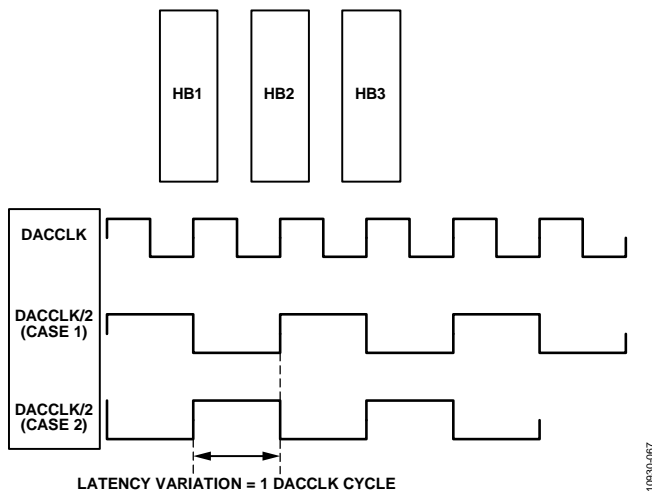 HB1
HB2
HB3
DACCLK
DACCLK/2
(CASE 1)
DACCLK/2
(CASE 2)
LATENCY VARIATION = 1 DACCLK CYCLE
10930-067